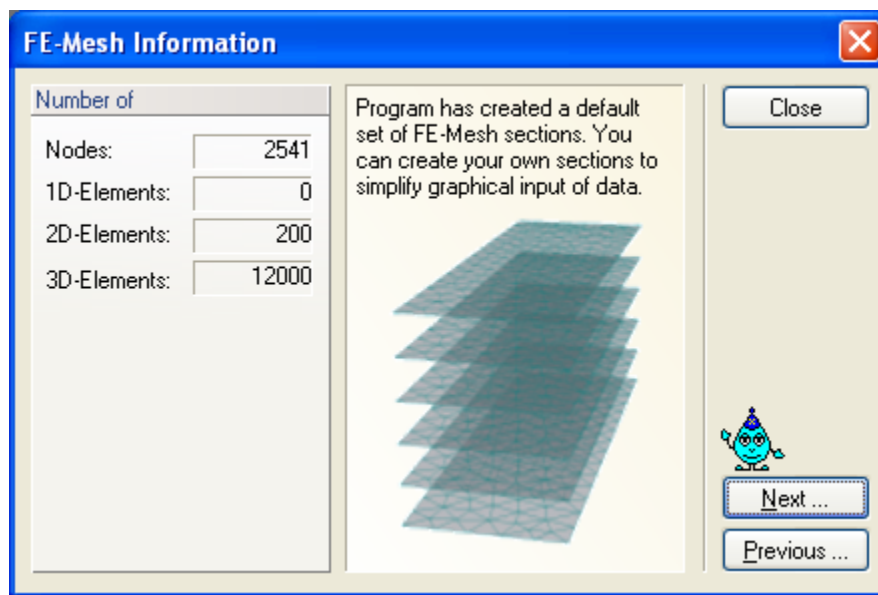 FE-Mesh Information
Number of
Nodes: 2541
1D-Elements: 0
2D-Elements: 200
3D-Elements: 12000
Program has created a default
set of FE-Mesh sections. You
can create your own sections to
simplify graphical input of data.
Close
Next ...
Previous ...